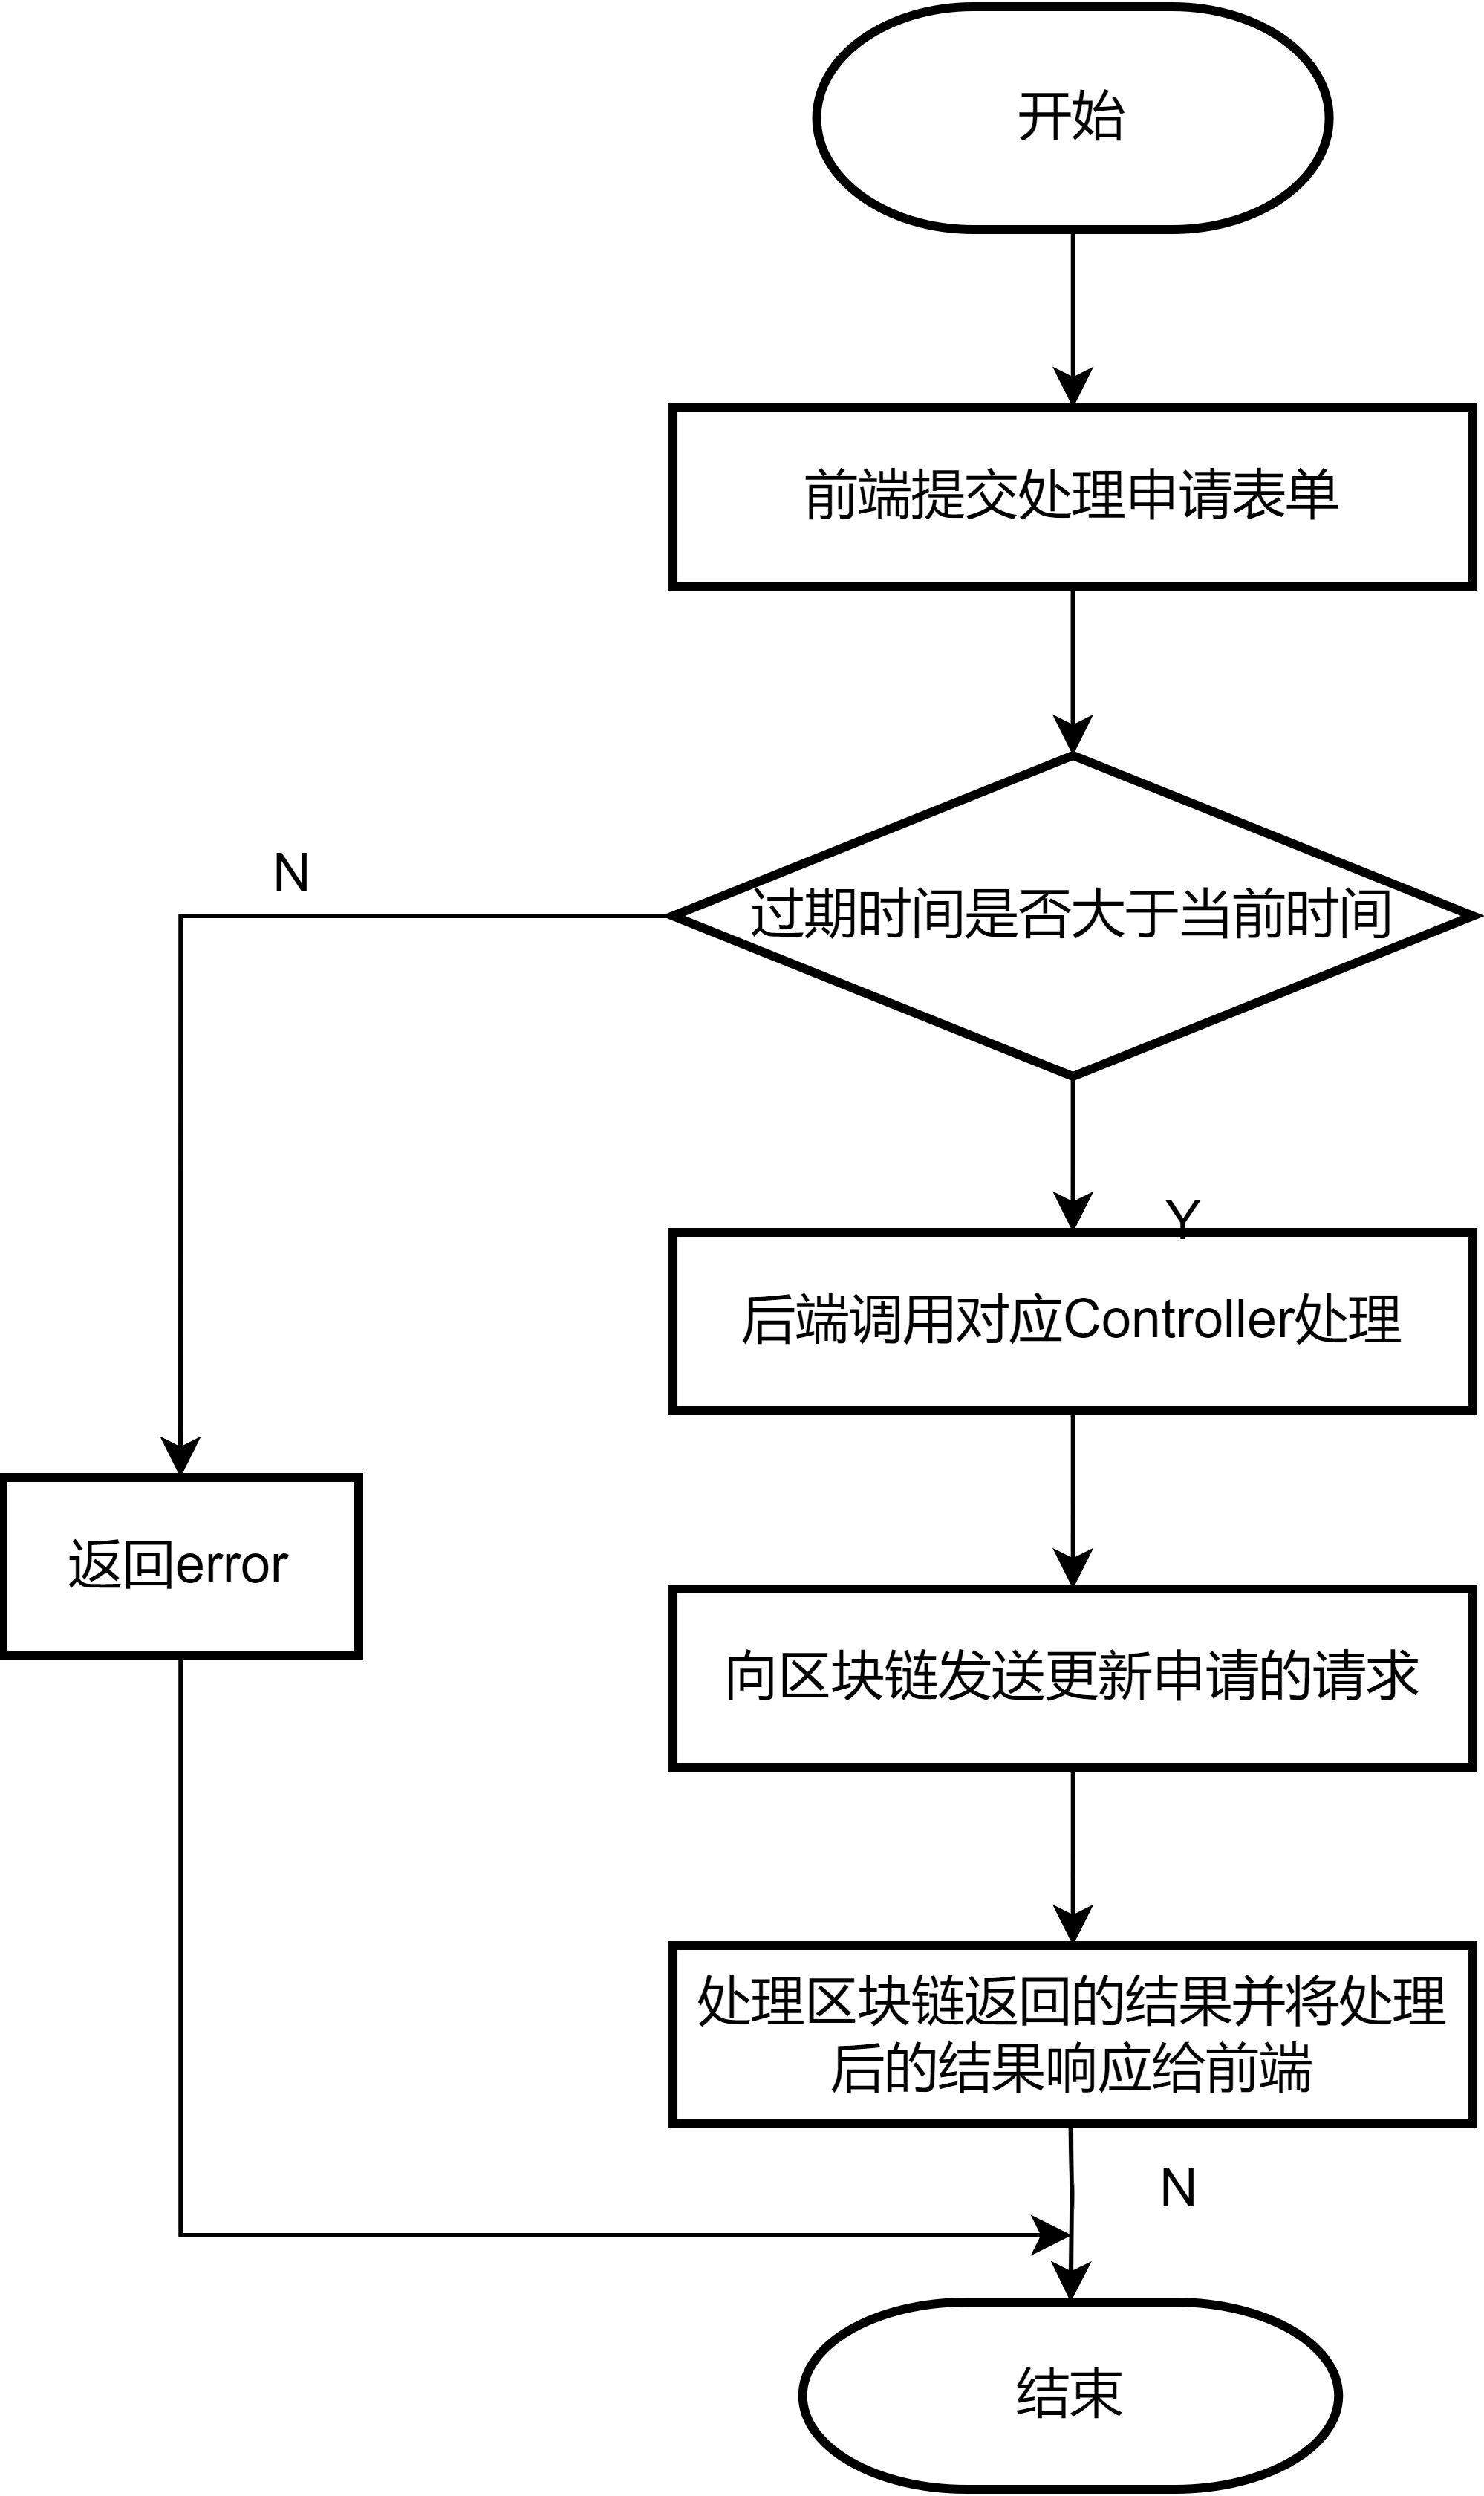 开始
前端提交处理申请表单
N
过期时间是否大于当前时间
Y
后端调用对应Controller处理
返回error
向区块链发送更新申请的请求
处理区块链返回的结果并将处理
后的结果响应给前端
N
结束